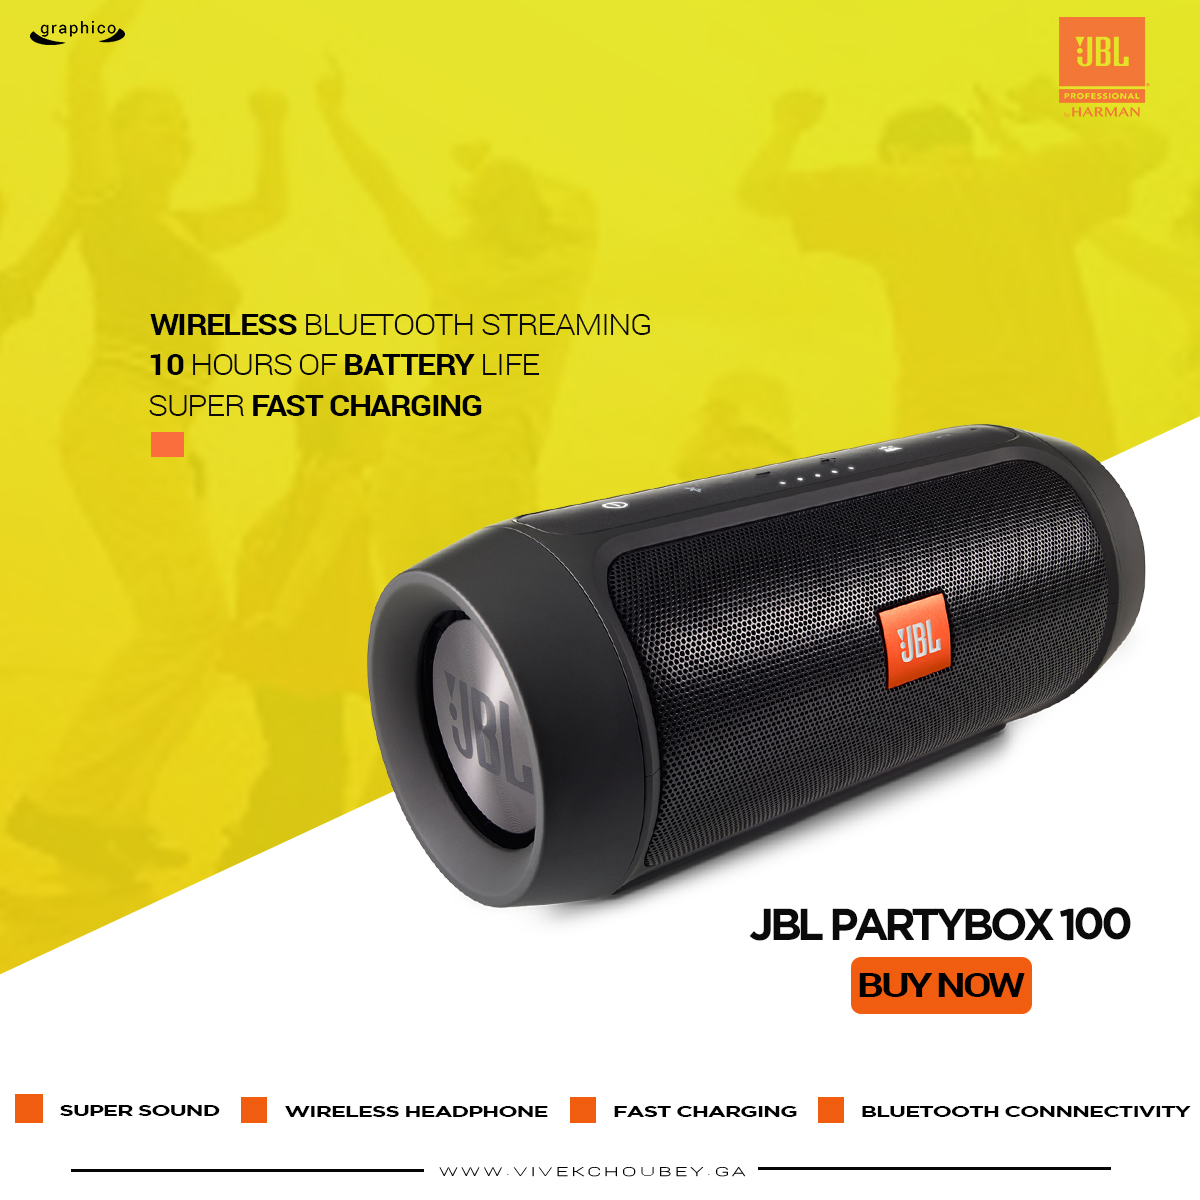 graphico
JBL
PROFESSIONAL
by HARMAN
WIRELESS BLUETOOTH STREAMING
10 HOURS OF BATTERY LIFE
SUPER FAST CHARGING
JBL
JBL
JBL PARTYBOX 100
BUY NOW
SUPER SOUND WIRELESS HEADPHONE FAST CHARGING BLUETOOTH CONNNECTIVITY
WWW.VIVEKCHOUBEY.GA